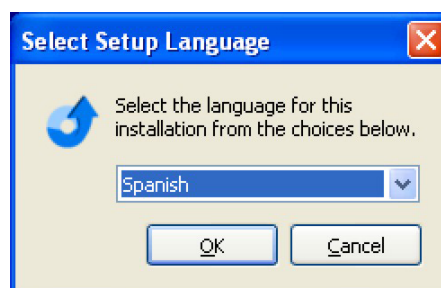 Select Setup Language
Select the language for this
installation from the choices below.
Spanish
OK
Cancel